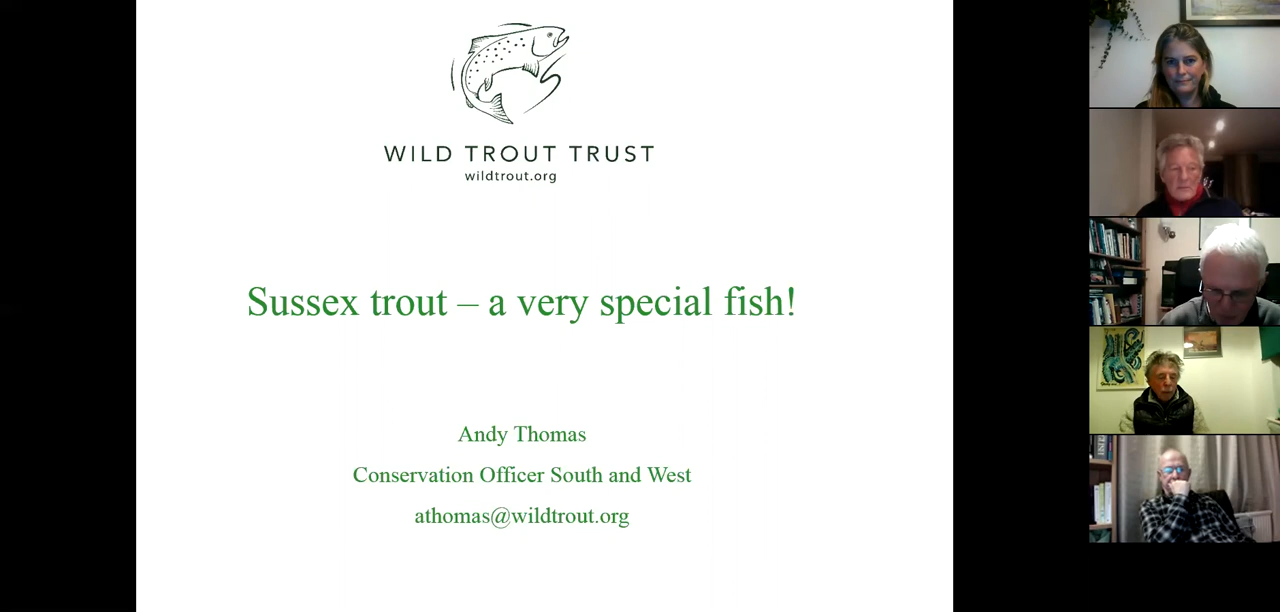 WILD TROUT TRUST
wildtrout.org
Sussex trout – a very special fish!
Andy Thomas
Conservation Officer South and West
athomas@wildtrout.org